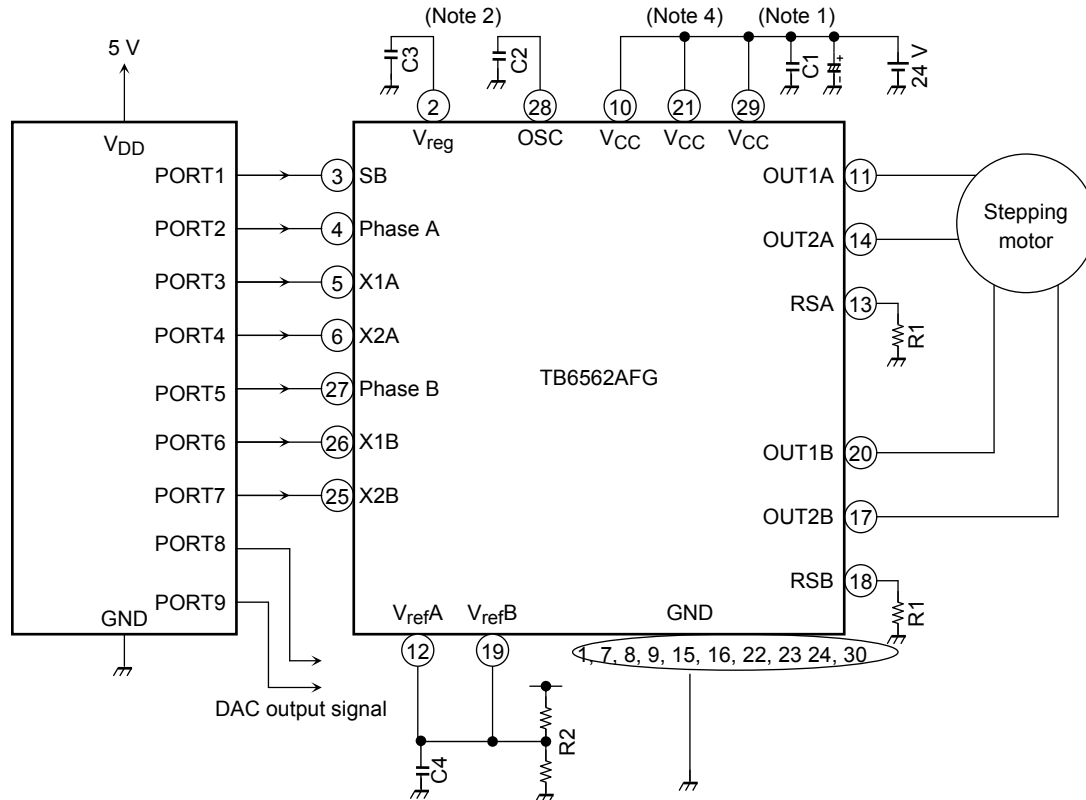 (Note 2)
(Note 4)
(Note 1)
5 V
C3
C2
C1
- +
24 V
2
28
10
21
29
VDD
Vreg
OSC
VCC
VCC
VCC
PORT1
3
SB
OUT1A
11
PORT2
4
Phase A
OUT2A
14
Stepping
motor
PORT3
5
X1A
RSA
13
R1
PORT4
6
X2A
TB6562AFG
PORT5
27
Phase B
PORT6
26
X1B
OUT1B
20
PORT7
25
X2B
OUT2B
17
PORT8
RSB
18
R1
PORT9
GND
VrefA
VrefB
GND
12
19
1, 7, 8, 9, 15, 16, 22, 23 24, 30
DAC output signal
C4
R2